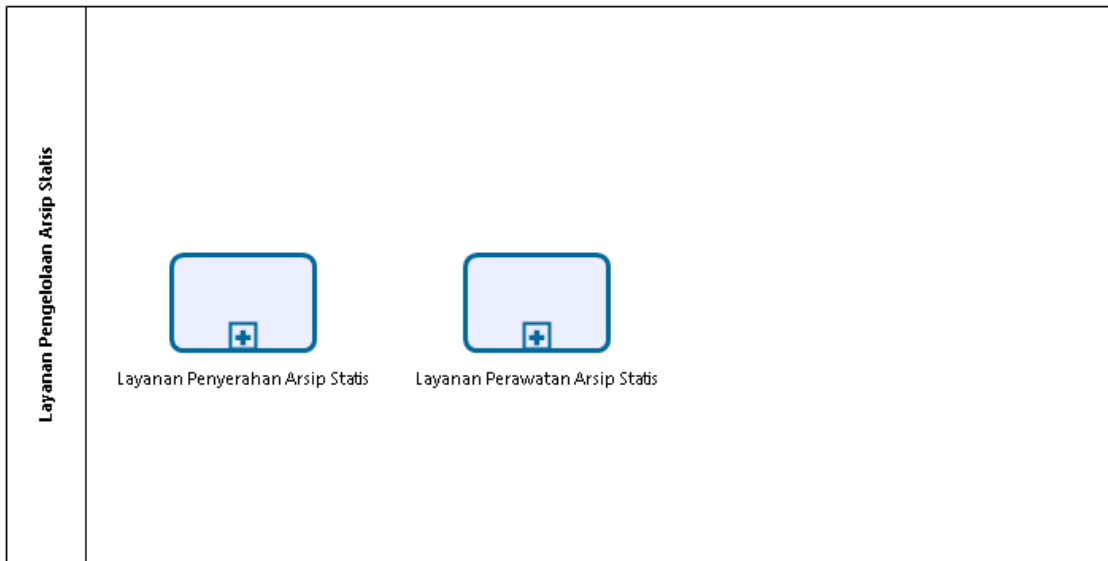 Layanan Pengelolaan Arsip Statis
Layanan Penyerahan Arsip Statis
Layanan Perawatan Arsip Statis